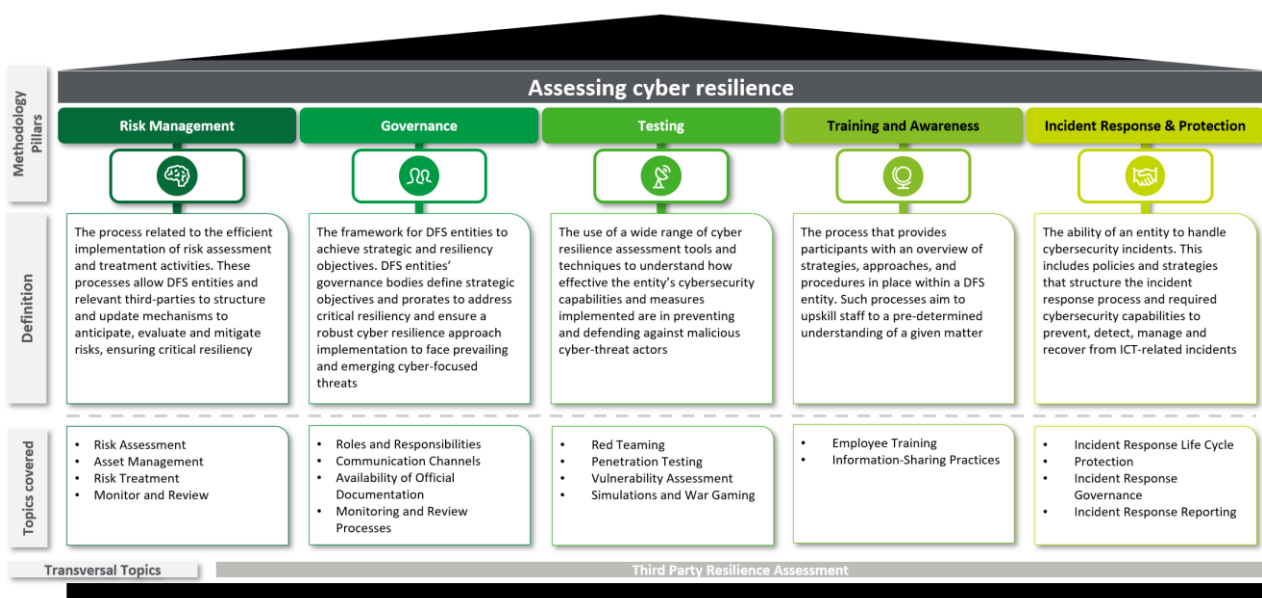 Assessing cyber resilience
Methodology
Pillars
Risk Management
Governance
Testing
Training and Awareness
Incident Response & Protection
Definition
The process related to the efficient
implementation of risk assessment
and treatment activities. These
processes allow DFS entities and
relevant third-parties to structure
and update mechanisms to
anticipate, evaluate and mitigate
risks, ensuring critical resiliency
The framework for DFS entities to
achieve strategic and resiliency
objectives. DFS entities'
governance bodies define strategic
objectives and prorates to address
critical resiliency and ensure a
robust cyber resilience approach
implementation to face prevailing
and emerging cyber-focused
threats
The use of a wide range of cyber
resilience assessment tools and
techniques to understand how
effective the entity's cybersecurity
capabilities and measures
implemented are in preventing
and defending against malicious
cyber-threat actors
The process that provides
participants with an overview of
strategies, approaches, and
procedures in place within a DFS
entity. Such processes aim to
upskill staff to a pre-determined
understanding of a given matter
The ability of an entity to handle
cybersecurity incidents. This
includes policies and strategies
that structure the incident
response process and required
cybersecurity capabilities to
prevent, detect, manage and
recover from ICT-related incidents
Topics covered
• Risk Assessment
• Asset Management
• Risk Treatment
• Monitor and Review
• Roles and Responsibilities
• Communication Channels
• Availability of Official
Documentation
• Monitoring and Review
Processes
• Red Teaming
• Penetration Testing
• Vulnerability Assessment
• Simulations and War Gaming
• Employee Training
• Information-Sharing Practices
• Incident Response Life Cycle
• Protection
• Incident Response
Governance
• Incident Response Reporting
Transversal Topics
Third Party Resilience Assessment